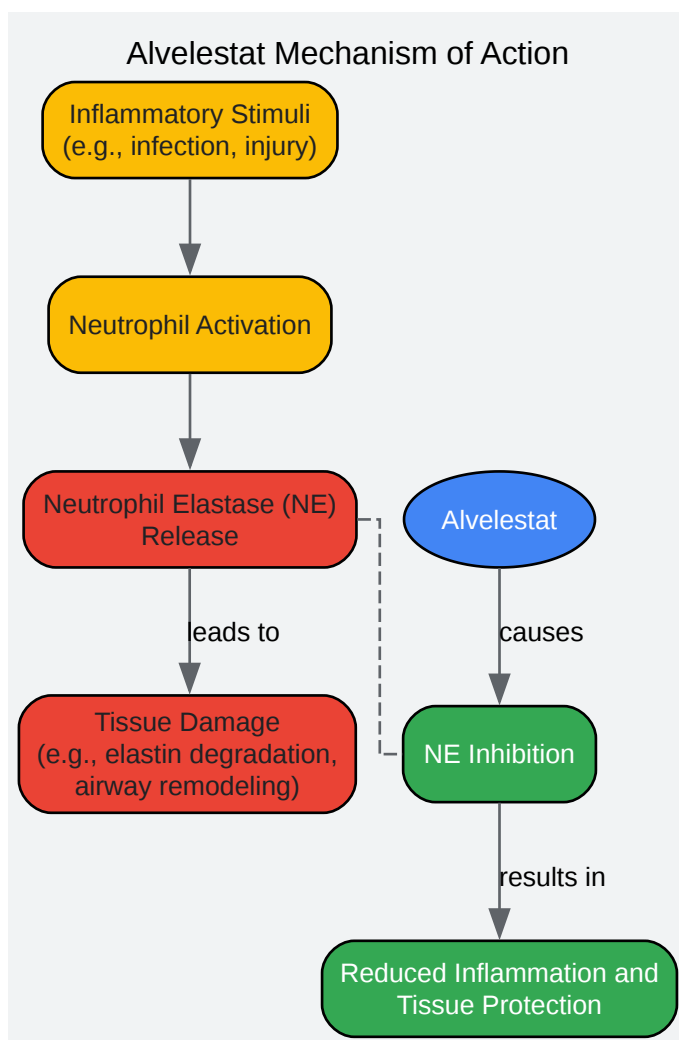 Alvelestat Mechanism of Action
Inflammatory Stimuli
(e.g., infection, injury)
Neutrophil Activation
Neutrophil Elastase (NE)
Release
Alvelestat
leads to
causes
Tissue Damage
(e.g., elastin degradation,
airway remodeling)
NE Inhibition
results in
Reduced Inflammation and
Tissue Protection